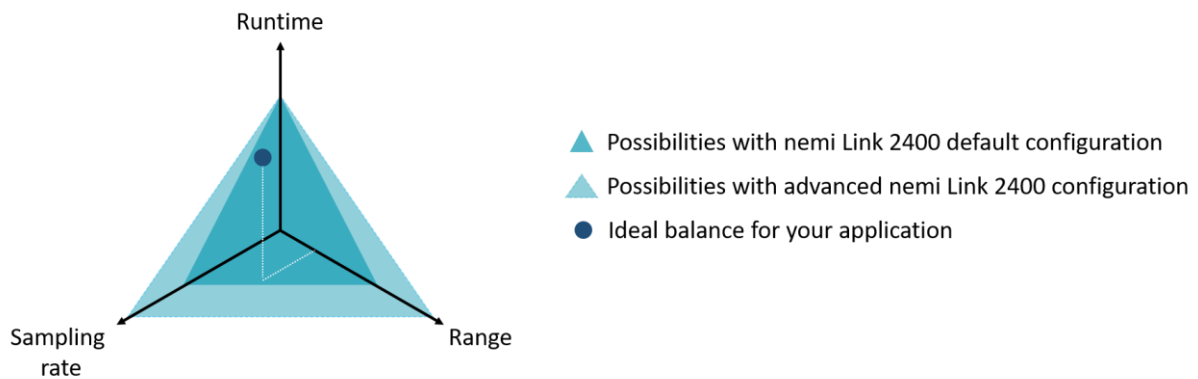 Runtime
Possibilities with nemi Link 2400 default configuration
Possibilities with advanced nemi Link 2400 configuration
Ideal balance for your application
Sampling
rate
Range